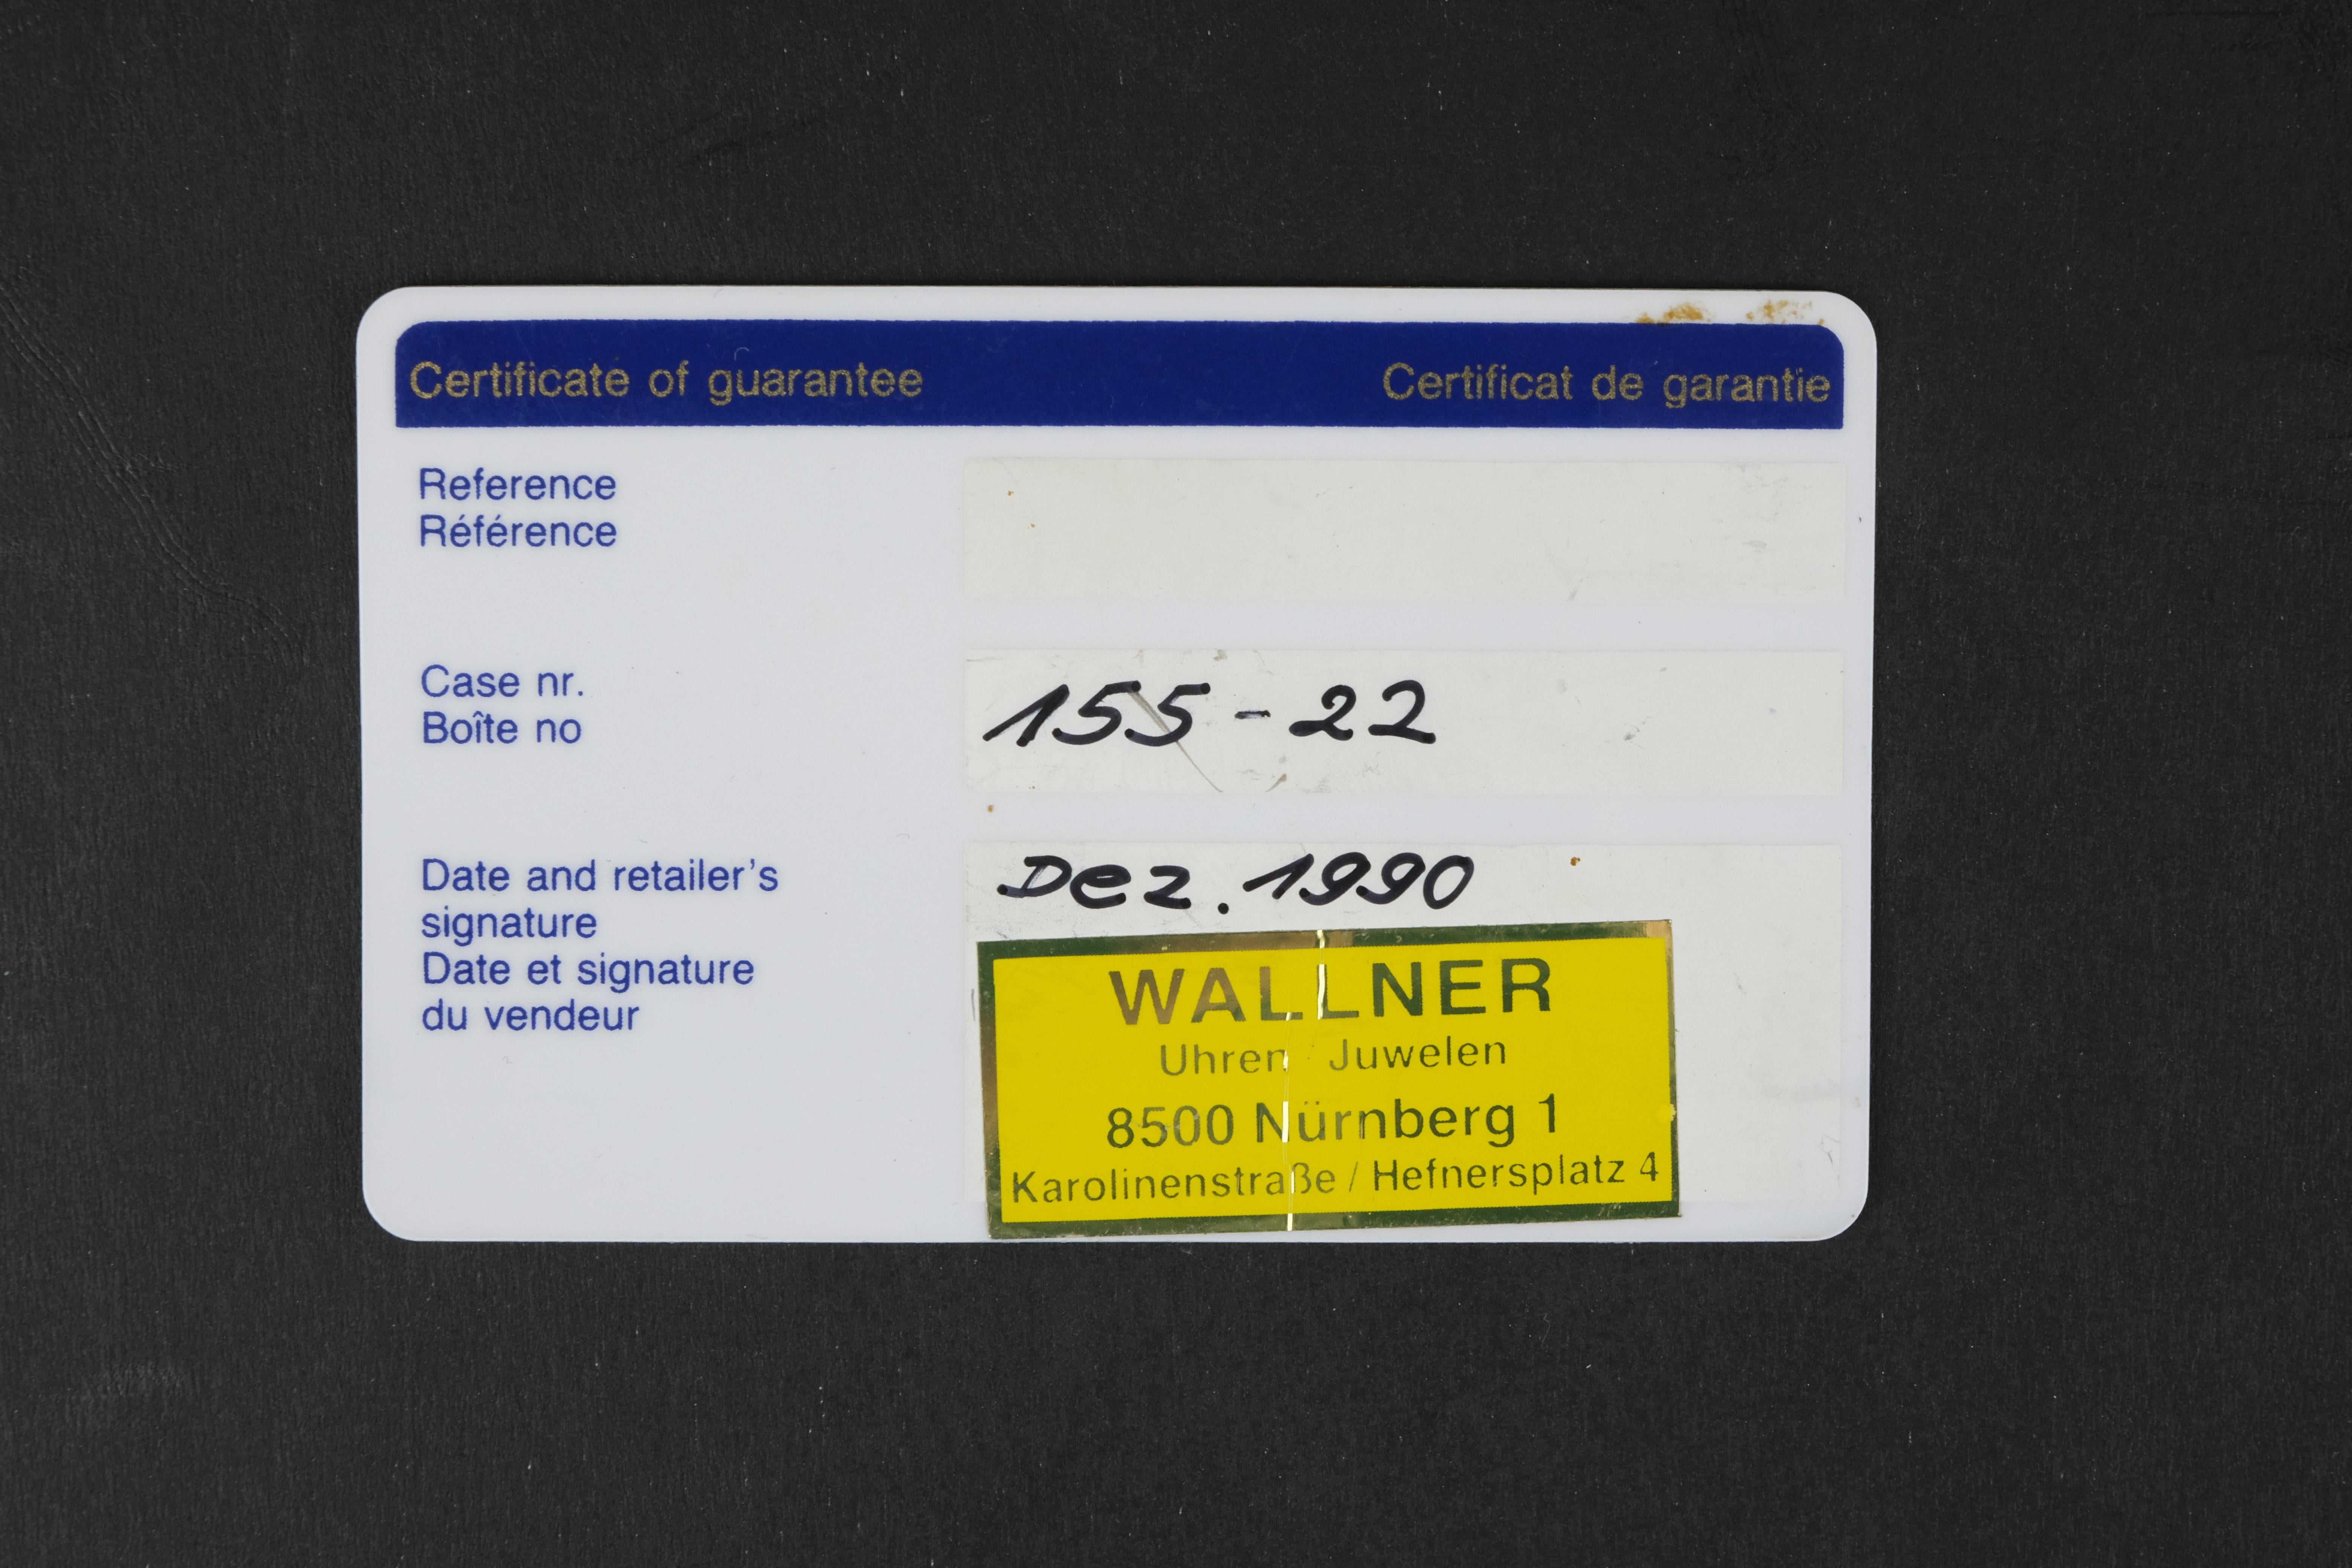 Certificate of guarantee Certificat de garantie
Reference
Référence
Case nr.
Boîte no
155-22
Date and retailer's
signature
Date et signature
du vendeur
Dez. 1990
WALLNER
Uhren Juwelen
8500 Nürnberg 1
Karolinenstraße / Hefnersplatz 4